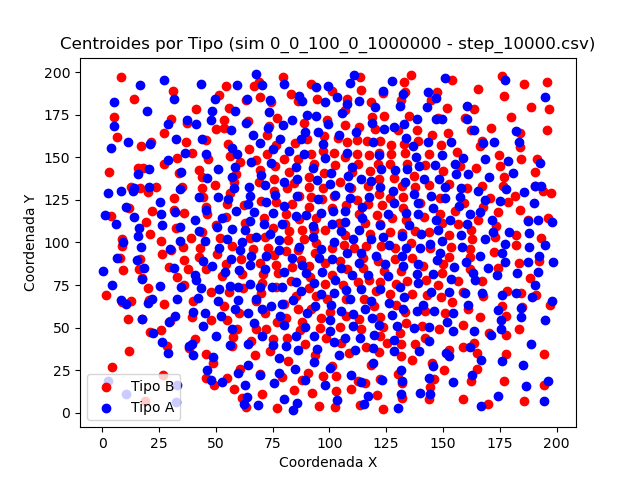 Centroides por Tipo (sim 0_0_100_0_1000000 - step_10000.csv)
200
175
150
125
100
75
50
25
0
Coordenada Y
Tipo B
Tipo A
0 25 50 75 100 125 150 175 200
Coordenada X